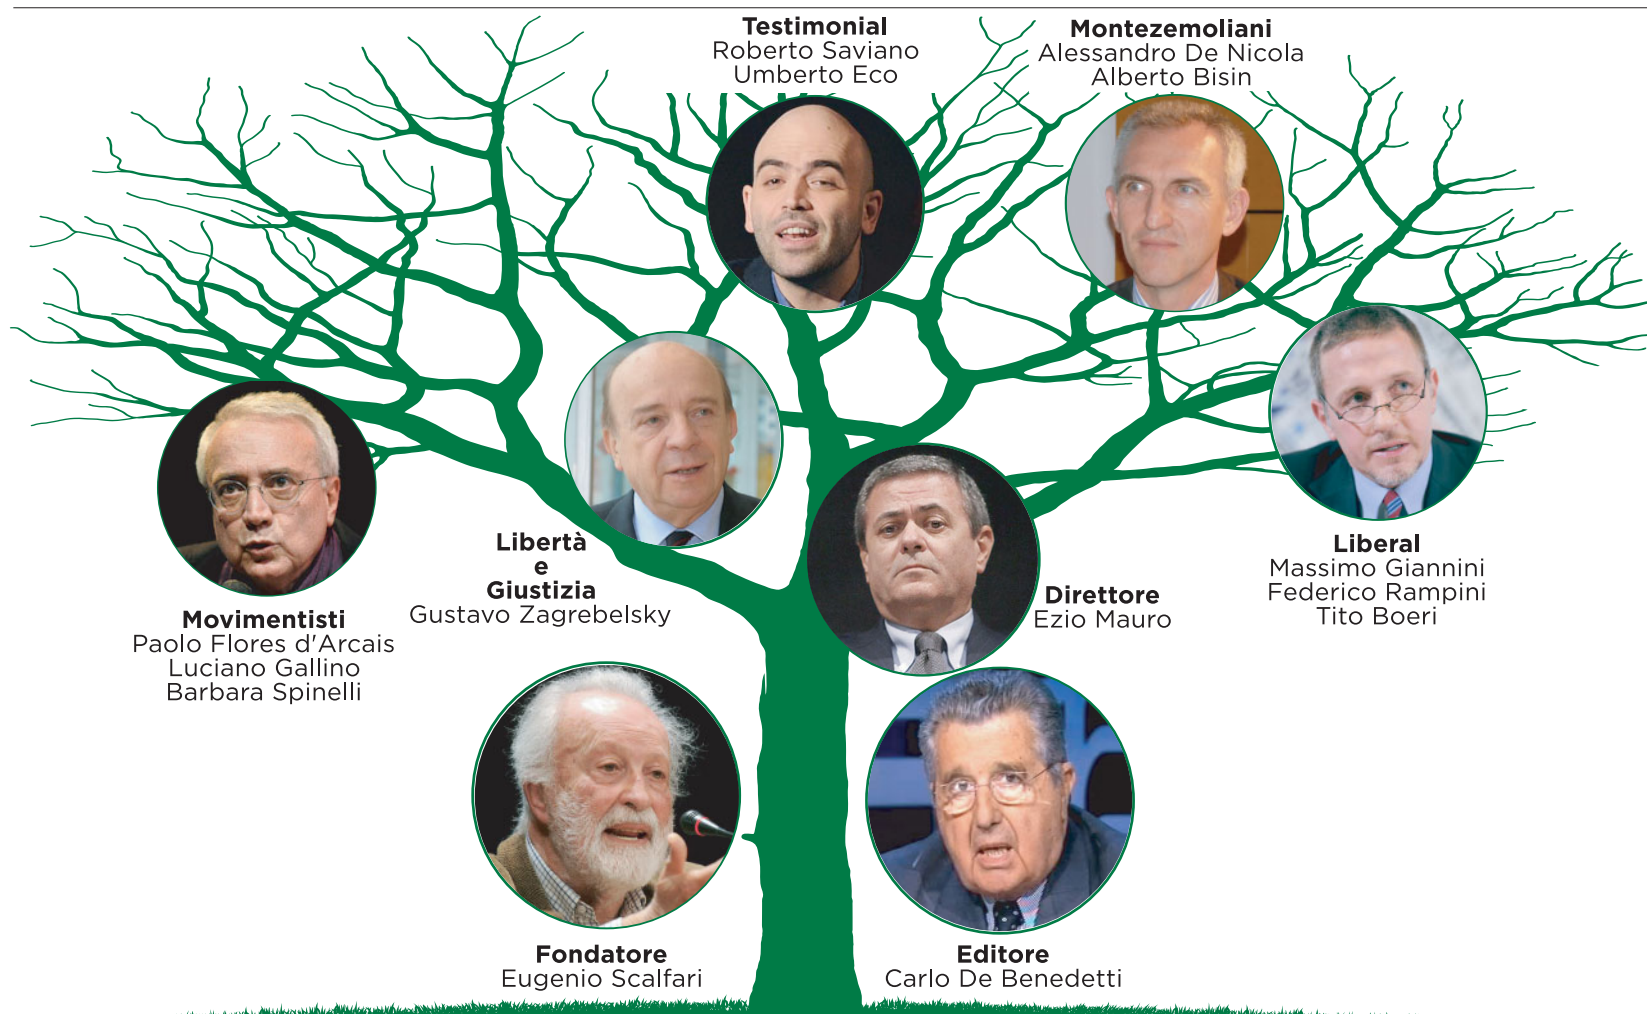 Testimonial
Roberto Saviano
Umberto Eco
Montezemoliani
Alessandro De Nicola
Alberto Bisin
Movimentisti
Paolo Flores d'Arcais
Luciano Gallino
Barbara Spinelli
Libertà
e
Giustizia
Gustavo Zagrebelsky
Direttore
Ezio Mauro
Liberal
Massimo Giannini
Federico Rampini
Tito Boeri
Fondatore
Eugenio Scalfari
Editore
Carlo De Benedetti